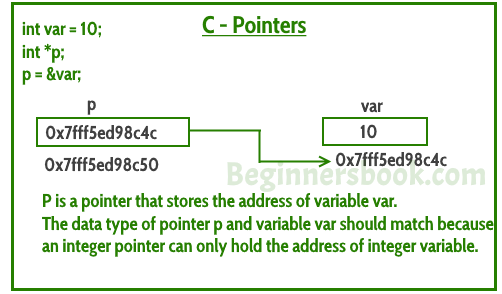 C - Pointers
int var = 10;
int *p;
p = &var;
p
var
0x7fff5ed98c4c
10
0x7fff5ed98c50
0x7fff5ed98c4c
Beginnersbook.com
P is a pointer that stores the address of variable var.
The data type of pointer p and variable var should match because
an integer pointer can only hold the address of integer variable.